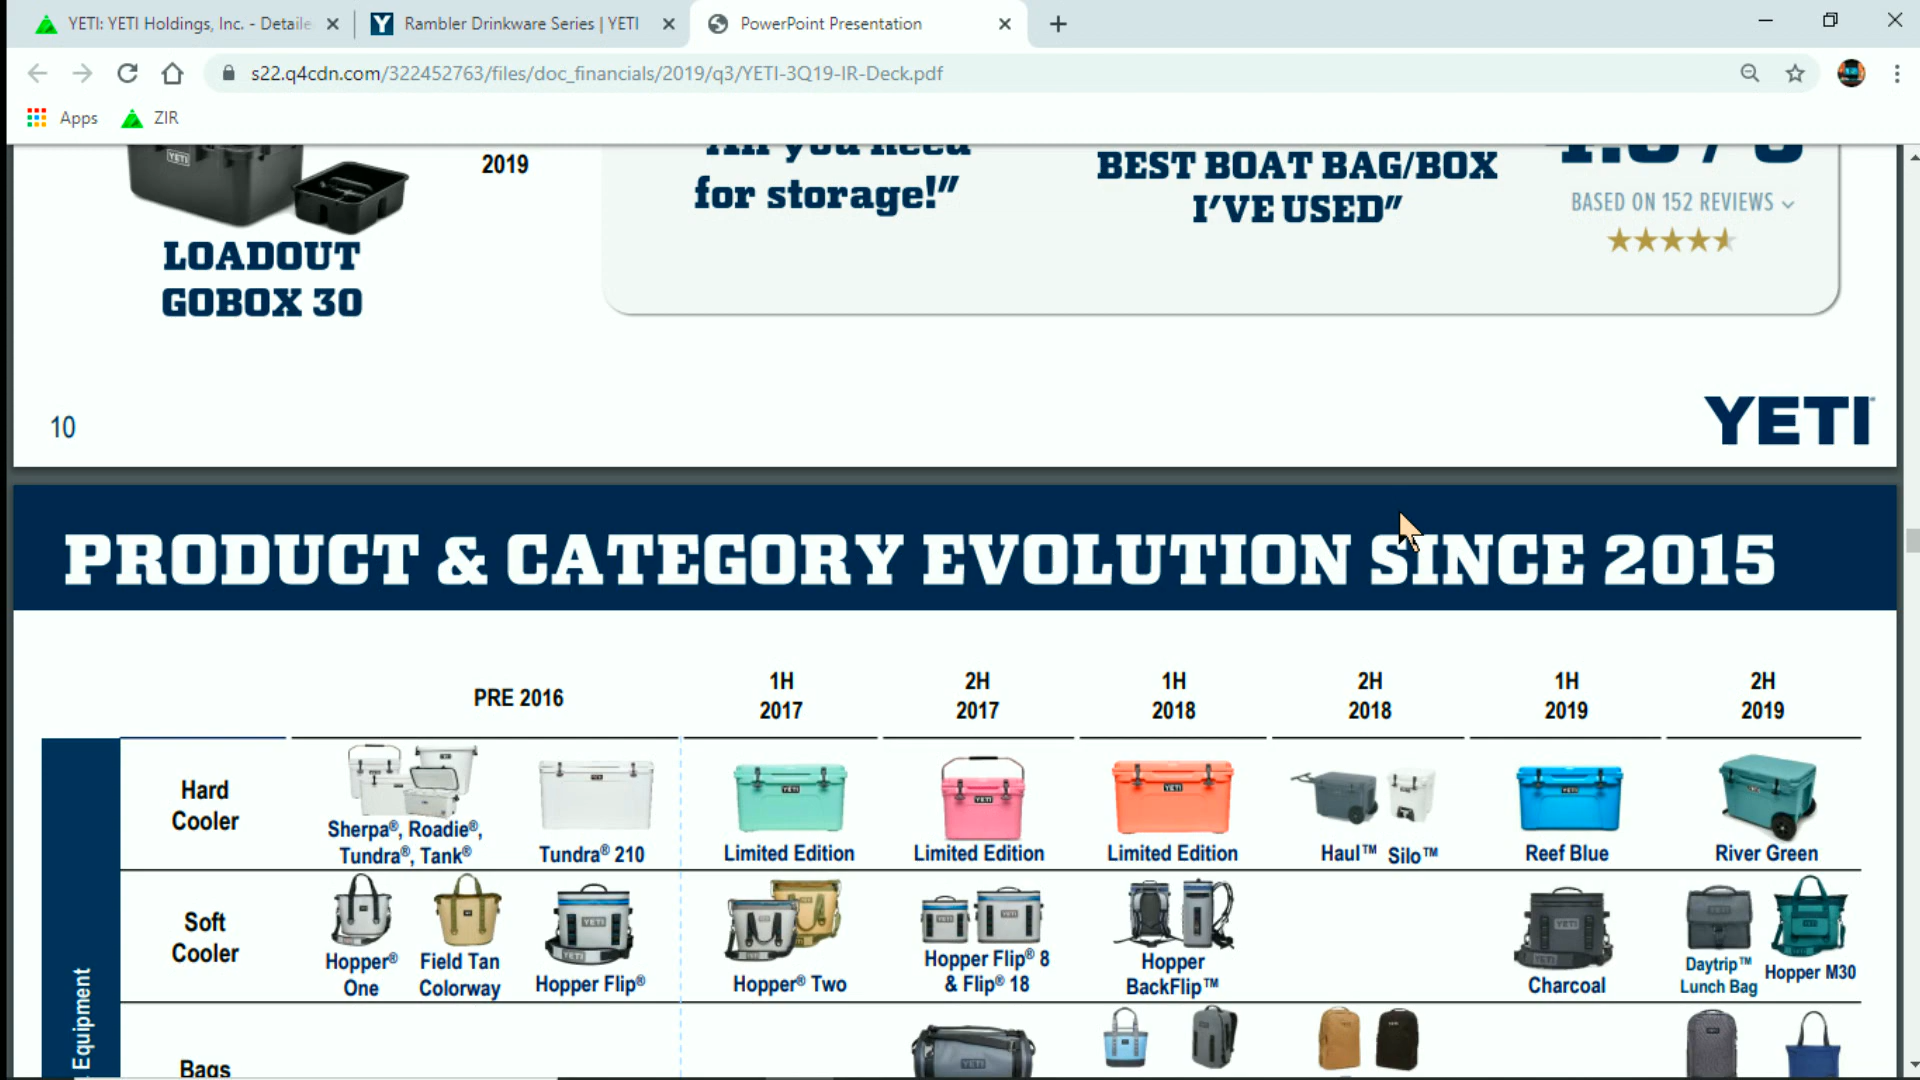 YETI: YETI Holdings, Inc. - Detaile
Rambler Drinkware Series | YETI
PowerPoint Presentation
s22.q4cdn.com/322452763/files/doc_financials/2019/q3/YETI-3Q19-IR-Deck.pdf
Apps
ZIR
YETI
2019
LOADOUT
GOBOX 30
All you need
for storage!”
BEST BOAT BAG/BOX
I’VE USED”
BASED ON 152 REVIEWS
10
YETI
PRODUCT & CATEGORY EVOLUTION SINCE 2015
PRE 2016
1H
2017
2H
2017
1H
2018
2H
2018
1H
2019
2H
2019
Equipment
Hard
Cooler
Sherpa®, Roadie®,
Tundra®, Tank®
Tundra® 210
Limited Edition
Limited Edition
Limited Edition
Haul™
Silo™
Reef Blue
River Green
Soft
Cooler
Hopper®
One
Field Tan
Colorway
Hopper Flip®
Hopper® Two
Hopper Flip® 8
& Flip® 18
Hopper
BackFlip™
Charcoal
Daytrip™
Lunch Bag
Hopper M30
Bags